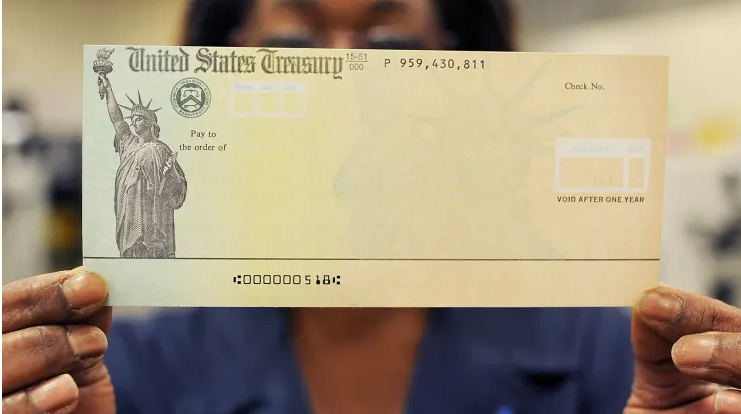 United States Treasury 15-51 P 959,430,811
000
Check No.
Pay to
the order of
VOID AFTER ONE YEAR
⑆000000518⑆